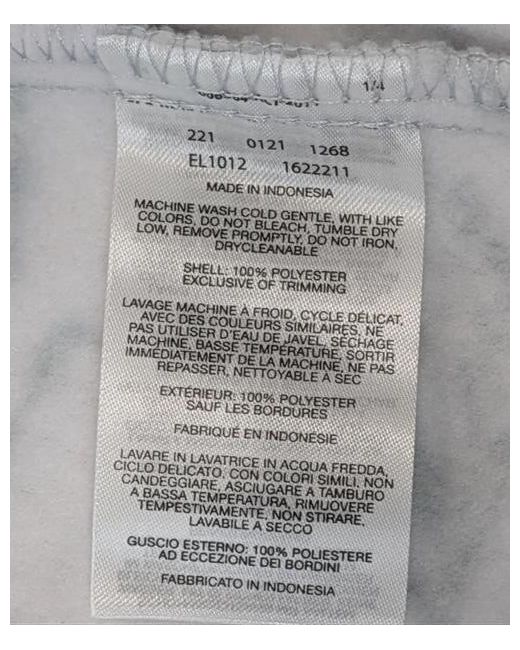 1/4
221 0121 1268
EL1012 1622211
MADE IN INDONESIA
MACHINE WASH COLD GENTLE, WITH LIKE
COLORS, DO NOT BLEACH, TUMBLE DRY
LOW, REMOVE PROMPTLY, DO NOT IRON,
DRYCLEANABLE
SHELL: 100% POLYESTER
EXCLUSIVE OF TRIMMING
LAVAGE MACHINE À FROID, CYCLE DÉLICAT,
AVEC DES COULEURS SIMILAIRES, NE
PAS UTILISER D'EAU DE JAVEL, SÉCHAGE
MACHINE, BASSE TEMPÉRATURE, SORTIR
IMMÉDIATEMENT DE LA MACHINE, NE PAS
REPASSER, NETTOYABLE À SEC
EXTÉRIEUR: 100% POLYESTER
SAUF LES BORDURES
FABRIQUÉ EN INDONÉSIE
LAVARE IN LAVATRICE IN ACQUA FREDDA,
CICLO DELICATO, CON COLORI SIMILI, NON
CANDEGGIARE, ASCIUGARE A TAMBURO
A BASSA TEMPERATURA, RIMUOVERE
TEMPESTIVAMENTE, NON STIRARE,
LAVABILE A SECCO
GUSCIO ESTERNO: 100% POLIESTERE
AD ECCEZIONE DEI BORDINI
FABBRICATO IN INDONESIA